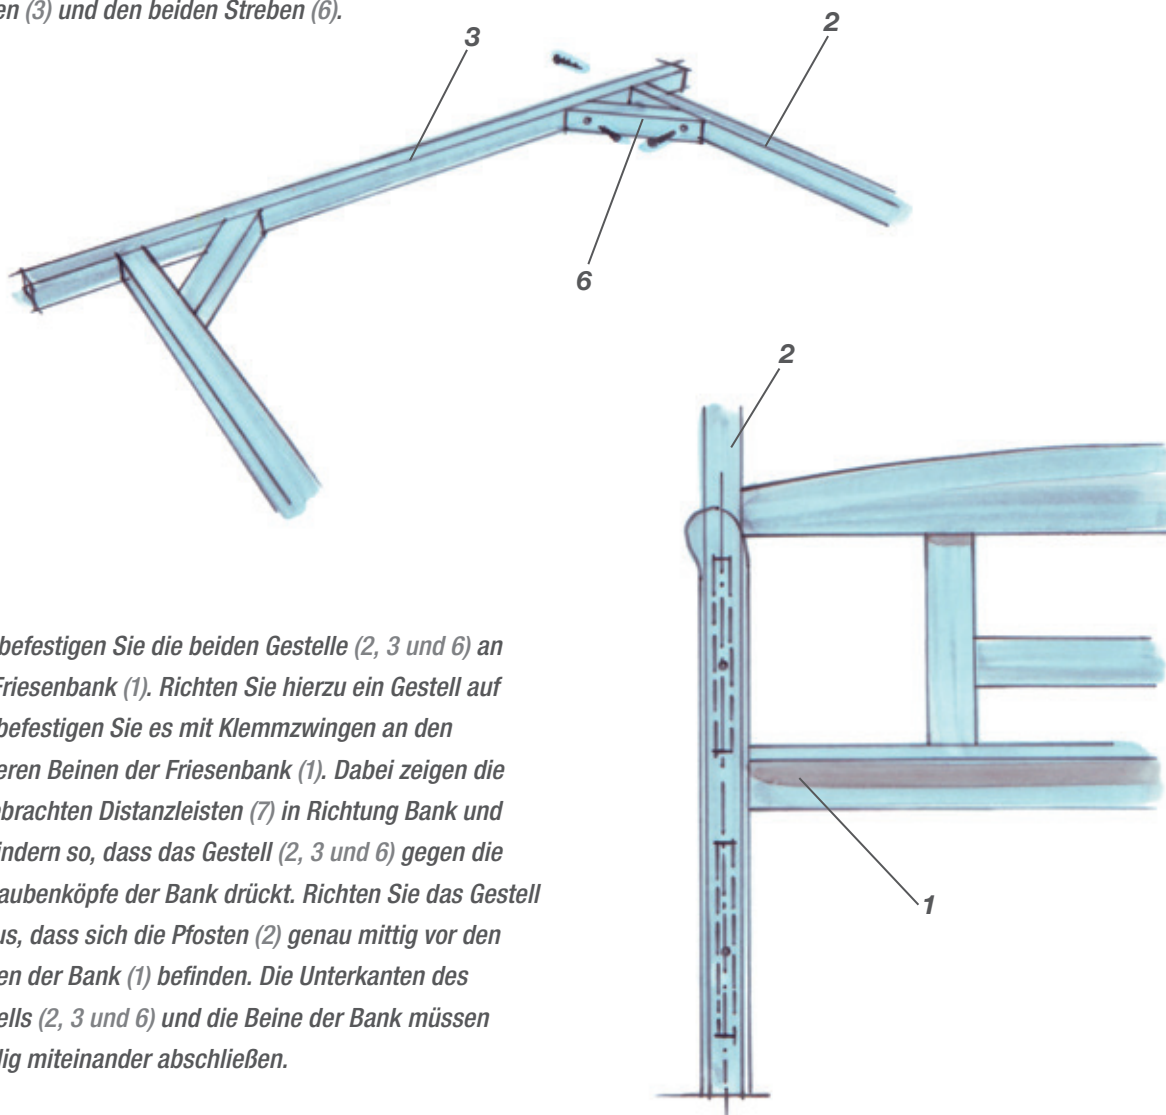 en (3) und den beiden Streben (6).
3
2
6
2
befestigen Sie die beiden Gestelle (2, 3 und 6) an
Friesenbank (1). Richten Sie hierzu ein Gestell auf
befestigen Sie es mit Klemmzwingen an den
eren Beinen der Friesenbank (1). Dabei zeigen die
brachten Distanzleisten (7) in Richtung Bank und
indern so, dass das Gestell (2, 3 und 6) gegen die
aubenköpfe der Bank drückt. Richten Sie das Gestell
us, dass sich die Pfosten (2) genau mittig vor den
en der Bank (1) befinden. Die Unterkanten des
ells (2, 3 und 6) und die Beine der Bank müssen
lig miteinander abschließen.
1